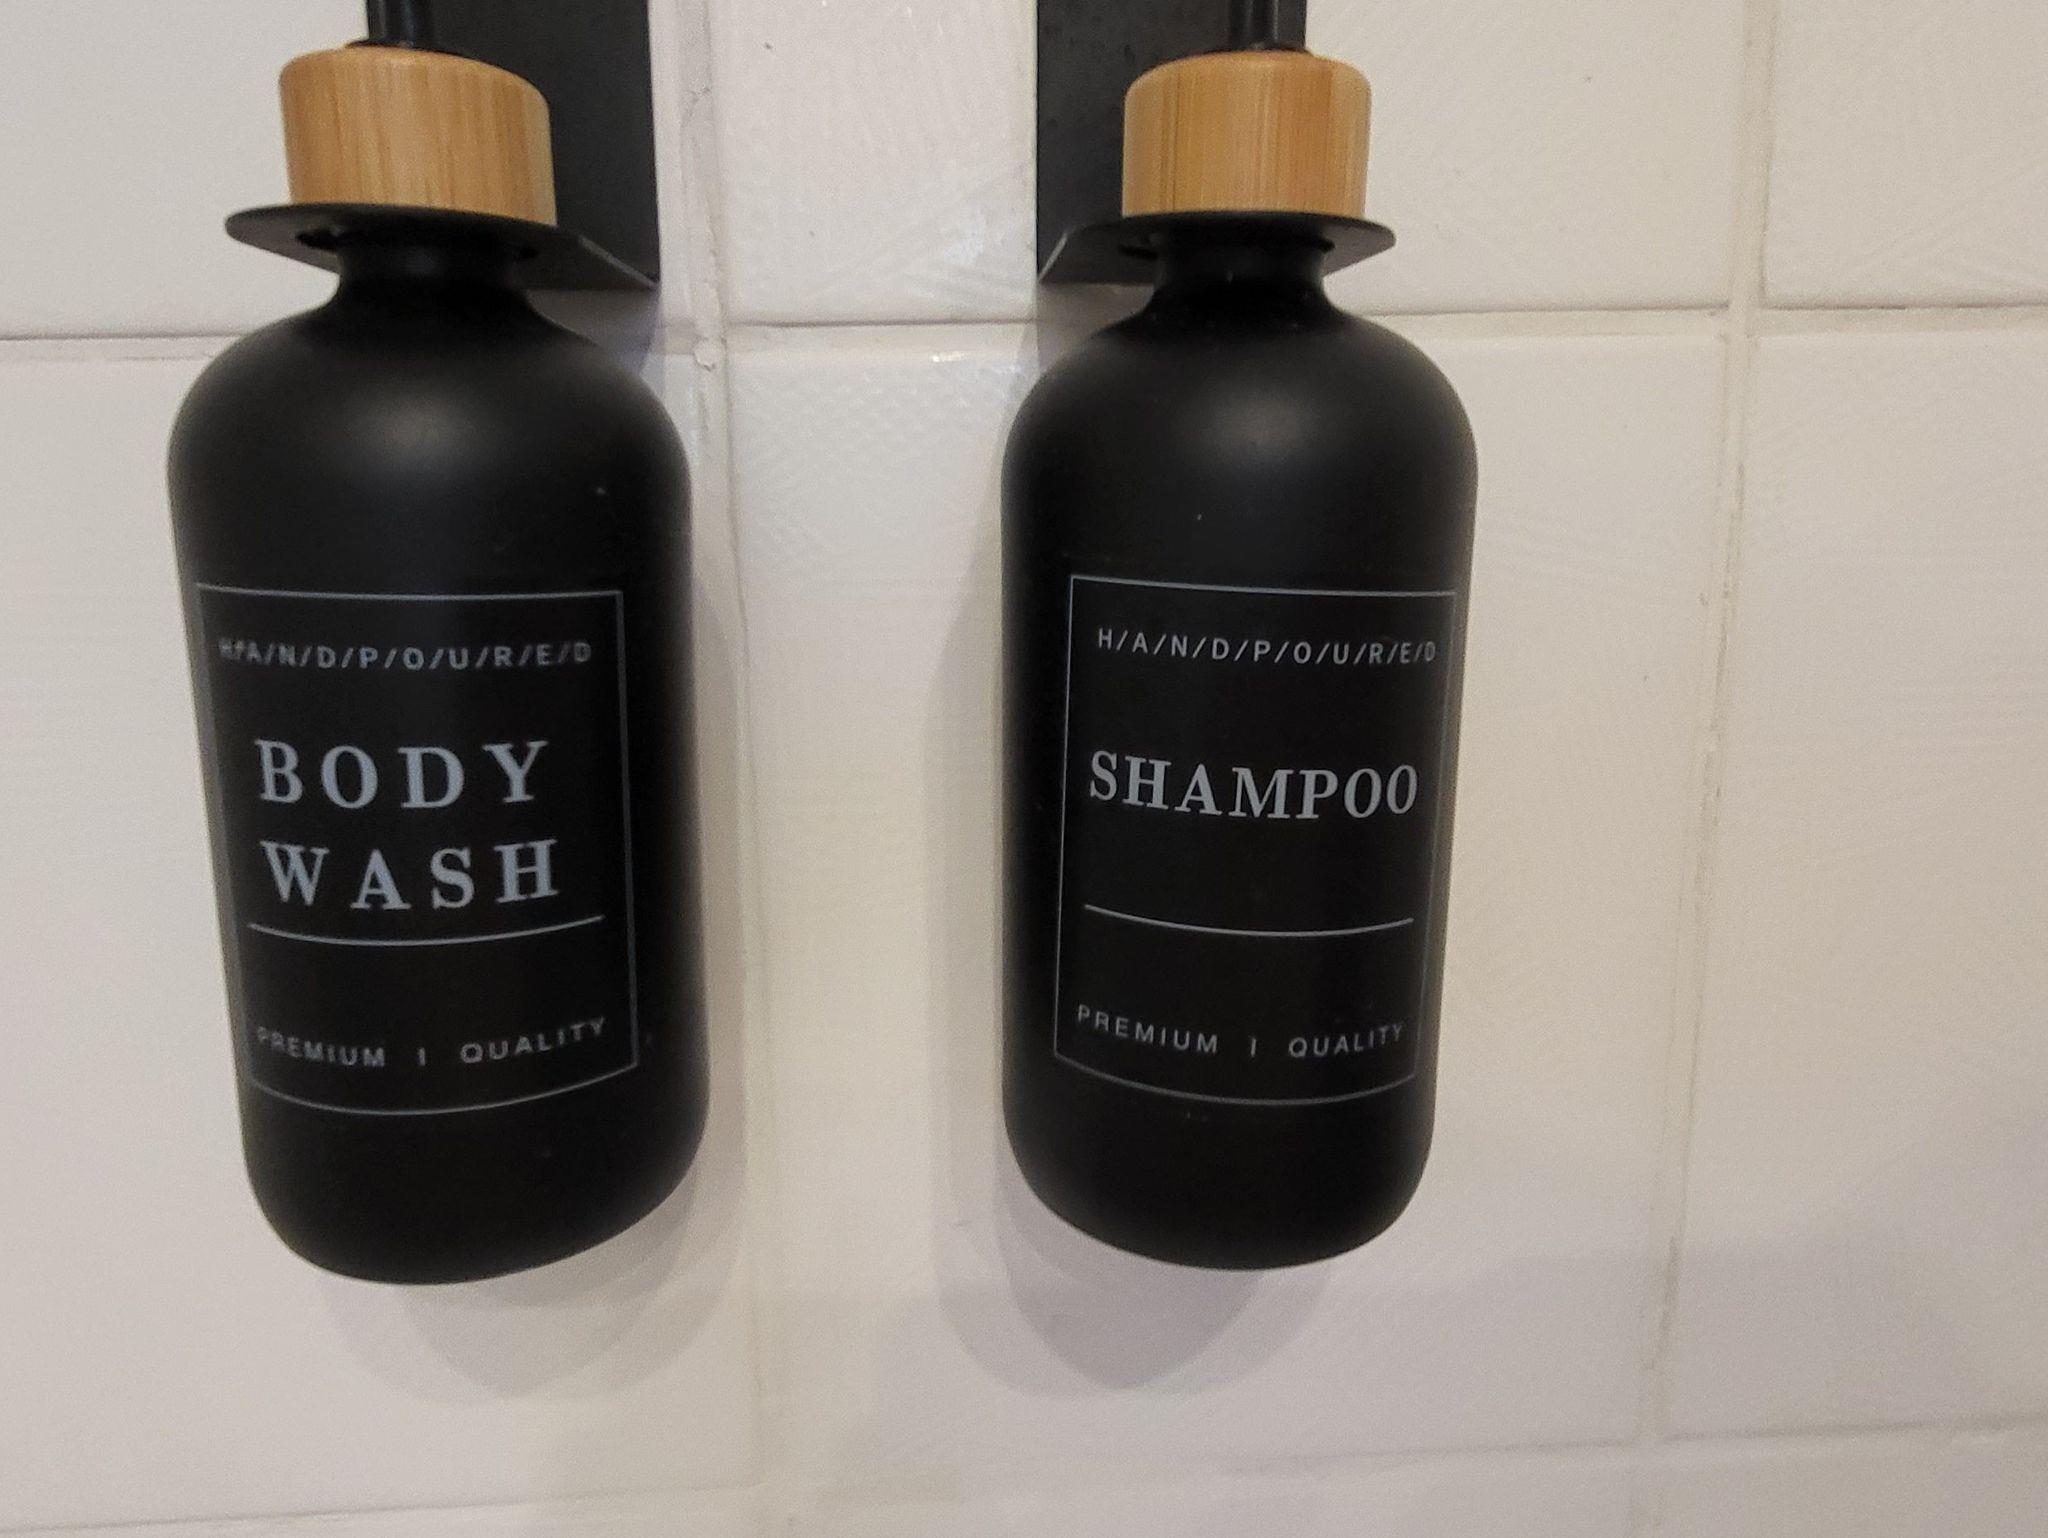 H/A/N/D/P/O/U/R/E/D
BODY
WASH
PREMIUM | QUALITY
H/A/N/D/P/O/U/R/E/D
SHAMPOO
PREMIUM | QUALITY